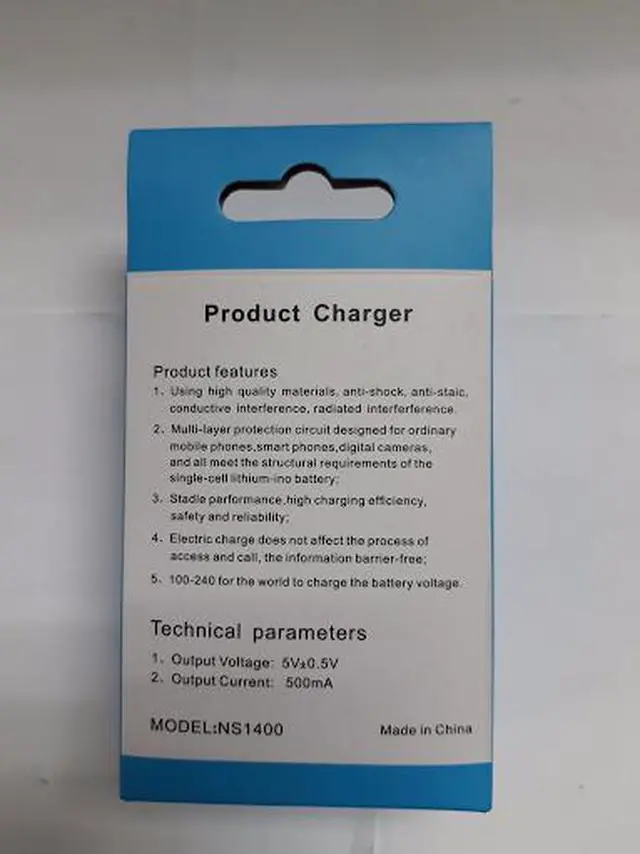 Product Charger
Product features
1. Using high quality materials, anti-shock, anti-staic,
conductive interference, radiated interferference.
2. Multi-layer protection circuit designed for ordinary
mobile phones,smart phones,digital cameras,
and all meet the structural requirements of the
single-cell lithium-ino battery;
3. Stadle parformance,high charging efficiency,
safety and reliability;
4. Electric charge does not affect the process of
access and call, the information barrier-free;
5. 100-240 for the world to charge the battery voltage.
Technical parameters
1. Output Voltage: 5V±0.5V
2. Output Current: 500mA
MODEL:NS1400 Made in China